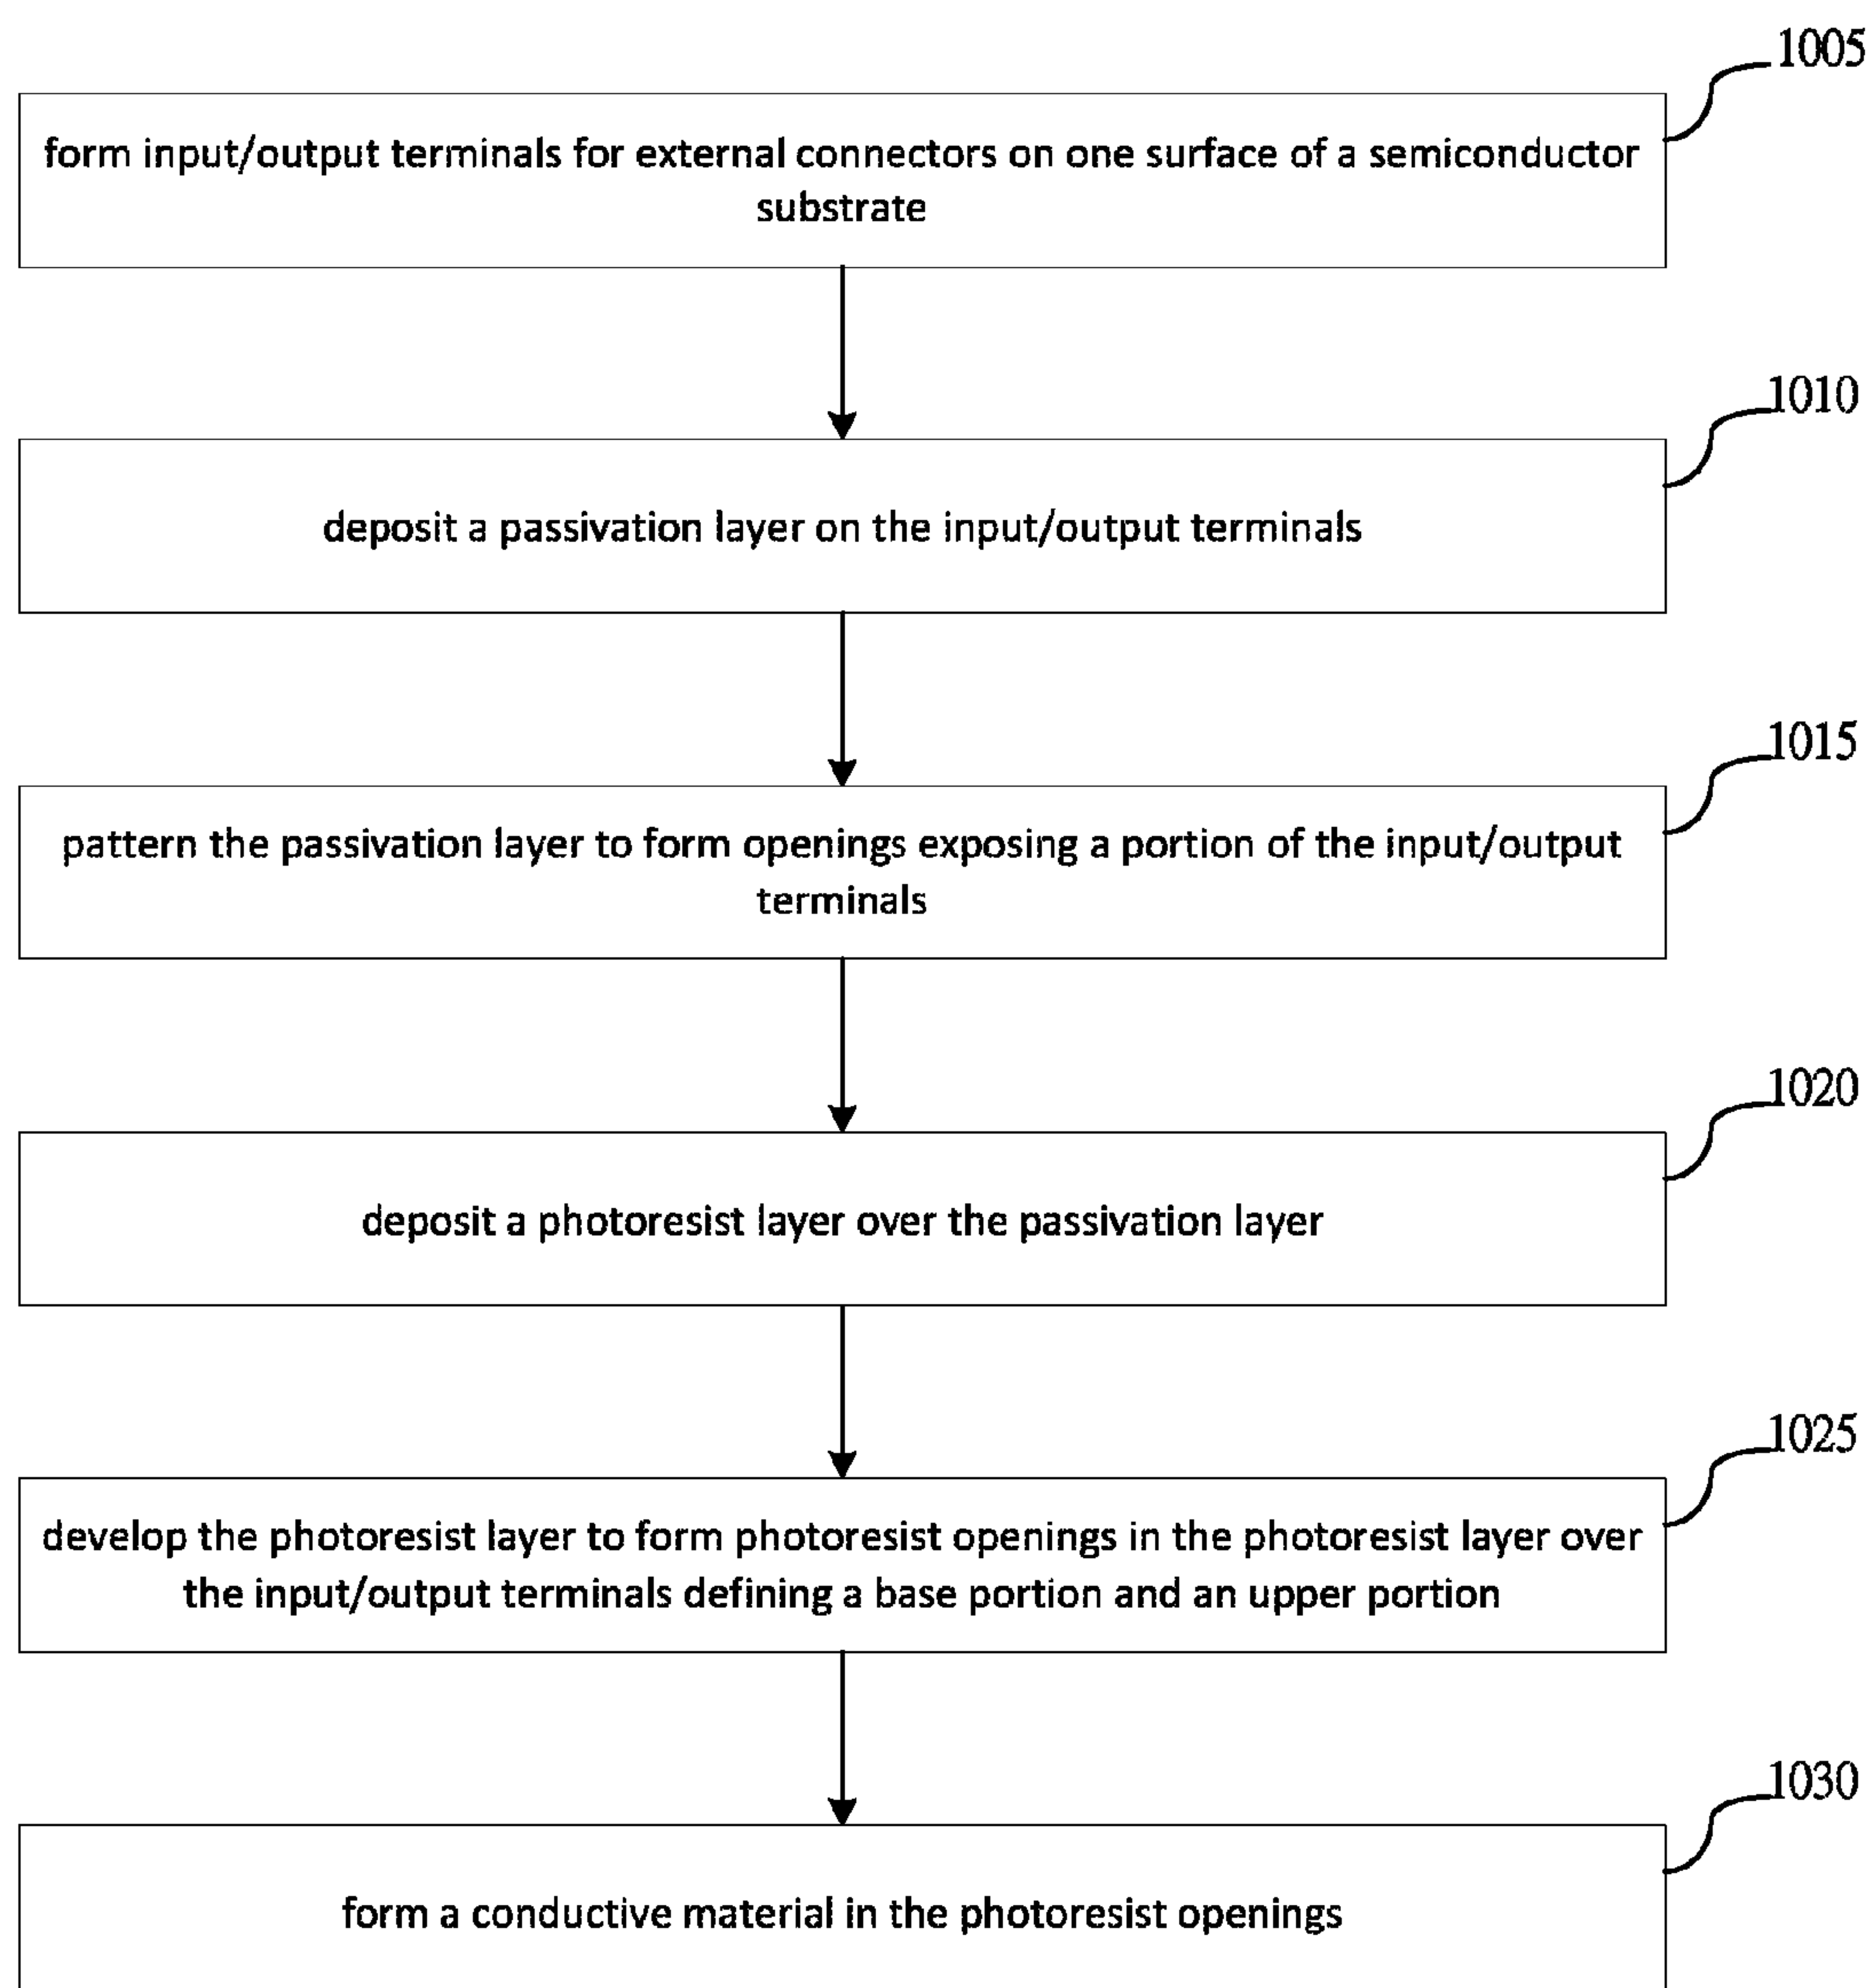 1005
form input/output terminals for external connectors on one surface of a semiconductor
substrate
1010
deposit a passivation layer on the input/output terminals
1015
pattern the passivation layer to form openings exposing a portion of the input/output
terminals
1020
deposit a photoresist layer over the passivation layer
1025
develop the photoresist layer to form photoresist openings in the photoresist layer over
the input/output terminals defining a base portion and an upper portion
1030
form a conductive material in the photoresist openings